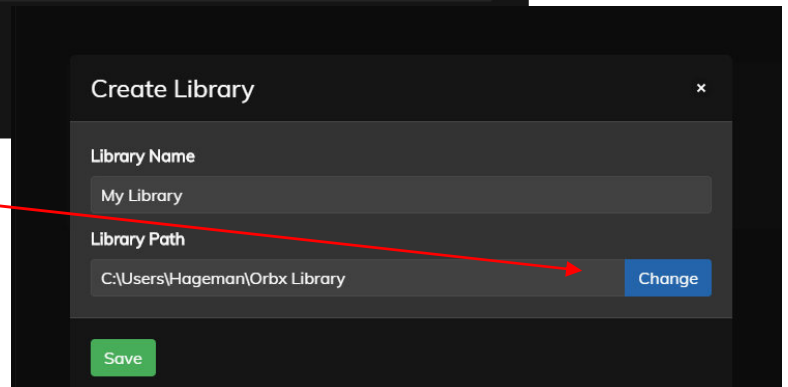 Create Library ×
Library Name
My Library
Library Path
C:\Users\Hageman\Orbx Library Change
Save